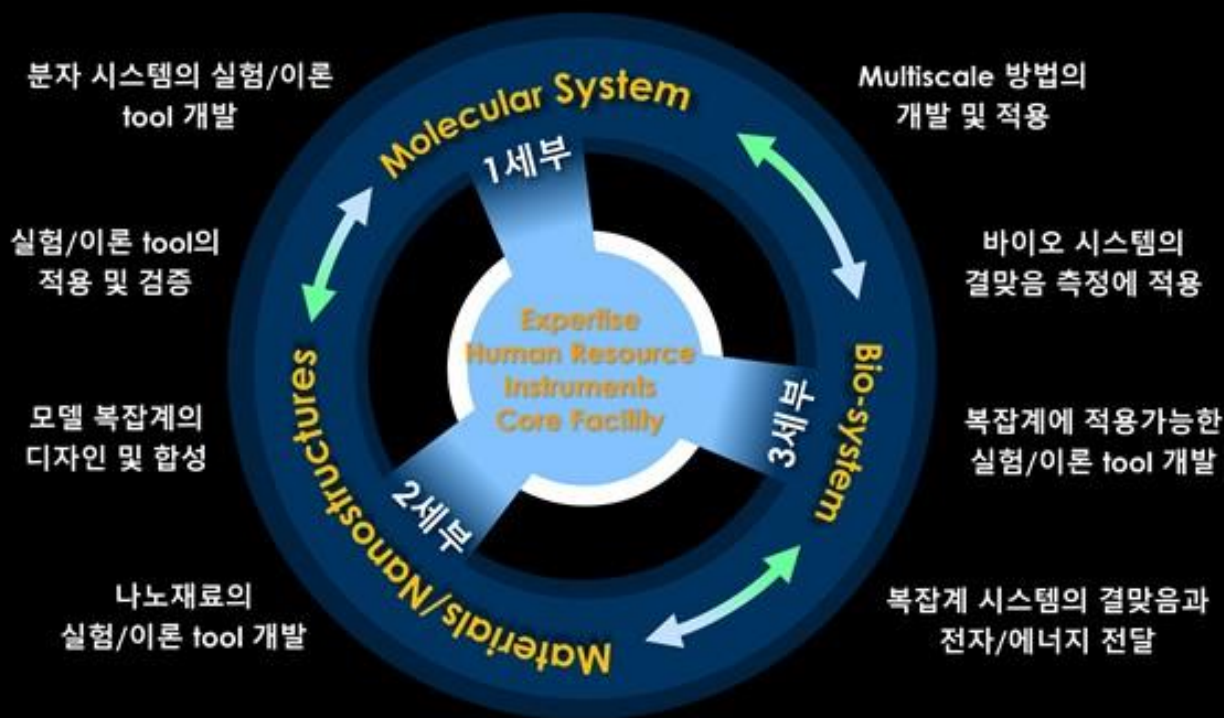 분자 시스템의 실험/이론
tool 개발
실험/이론 tool의
적용 및 검증
모델 복잡계의
디자인 및 합성
나노재료의
실험/이론 tool 개발
Molecular System
1세부
Expertise
Human Resource
Instruments
Core Facility
2세부
Materials/Nanostructures
3세부
Bio-system
Multiscale 방법의
개발 및 적용
바이오 시스템의
결맞음 측정에 적용
복잡계에 적용가능한
실험/이론 tool 개발
복잡계 시스템의 결맞음과
전자/에너지 전달